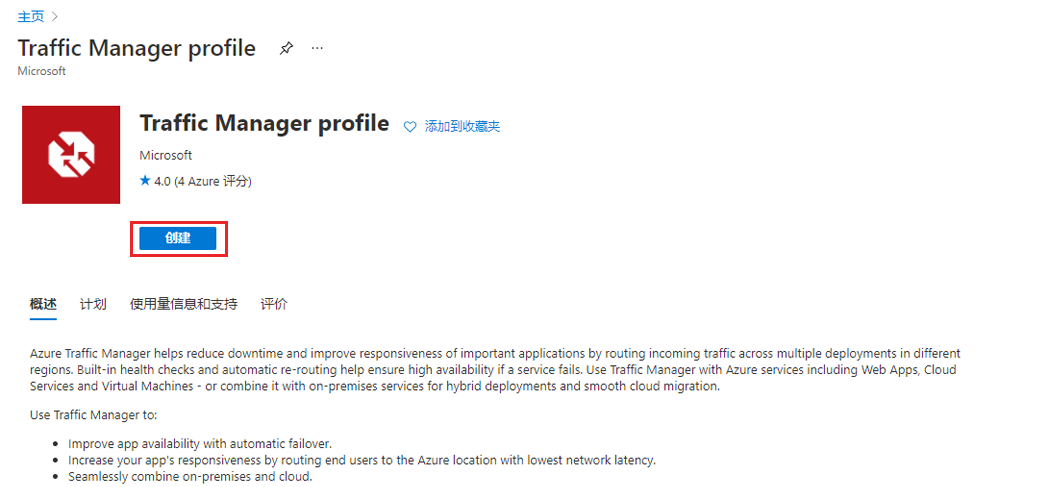 主页
Traffic Manager profile
Microsoft
Traffic Manager profile 添加到收藏夹
Microsoft
4.0 (4 Azure 评分)
创建
概述 计划 使用量信息和支持 评价
Azure Traffic Manager helps reduce downtime and improve responsiveness of important applications by routing incoming traffic across multiple deployments in different
regions. Built-in health checks and automatic re-routing help ensure high availability if a service fails. Use Traffic Manager with Azure services including Web Apps, Cloud
Services and Virtual Machines - or combine it with on-premises services for hybrid deployments and smooth cloud migration.
Use Traffic Manager to:
• Improve app availability with automatic failover.
• Increase your app's responsiveness by routing end users to the Azure location with lowest network latency.
• Seamlessly combine on-premises and cloud.